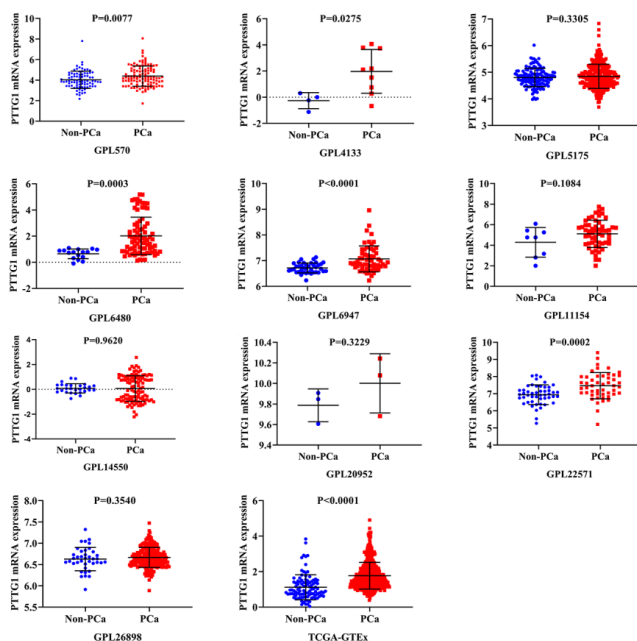 P=0.0077
PTTG1 mRNA expression
10
8
6
4
2
0
Non-PCa PCa
GPL570
P=0.0275
PTTG1 mRNA expression
6
4
2
0
-2
Non-PCa PCa
GPL4133
P=0.3305
PTTG1 mRNA expression
7
6
5
4
3
Non-PCa PCa
GPL5175
P=0.0003
PTTG1 mRNA expression
6
4
2
0
-2
Non-PCa PCa
GPL6480
P<0.0001
PTTG1 mRNA expression
10
9
8
7
6
Non-PCa PCa
GPL6947
P=0.1084
PTTG1 mRNA expression
10
8
6
4
2
0
Non-PCa PCa
GPL11154
P=0.9620
PTTG1 mRNA expression
4
2
0
-2
-4
Non-PCa PCa
GPL14550
P=0.3229
PTTG1 mRNA expression
10.4
10.2
10.0
9.8
9.6
9.4
Non-PCa PCa
GPL20952
P=0.0002
PTTG1 mRNA expression
10
9
8
7
6
5
4
Non-PCa PCa
GPL22571
P=0.3540
PTTG1 mRNA expression
8.0
7.5
7.0
6.5
6.0
5.5
Non-PCa PCa
GPL26898
P<0.0001
PTTG1 mRNA expression
6
4
2
0
Non-PCa PCa
TCGA-GTEx